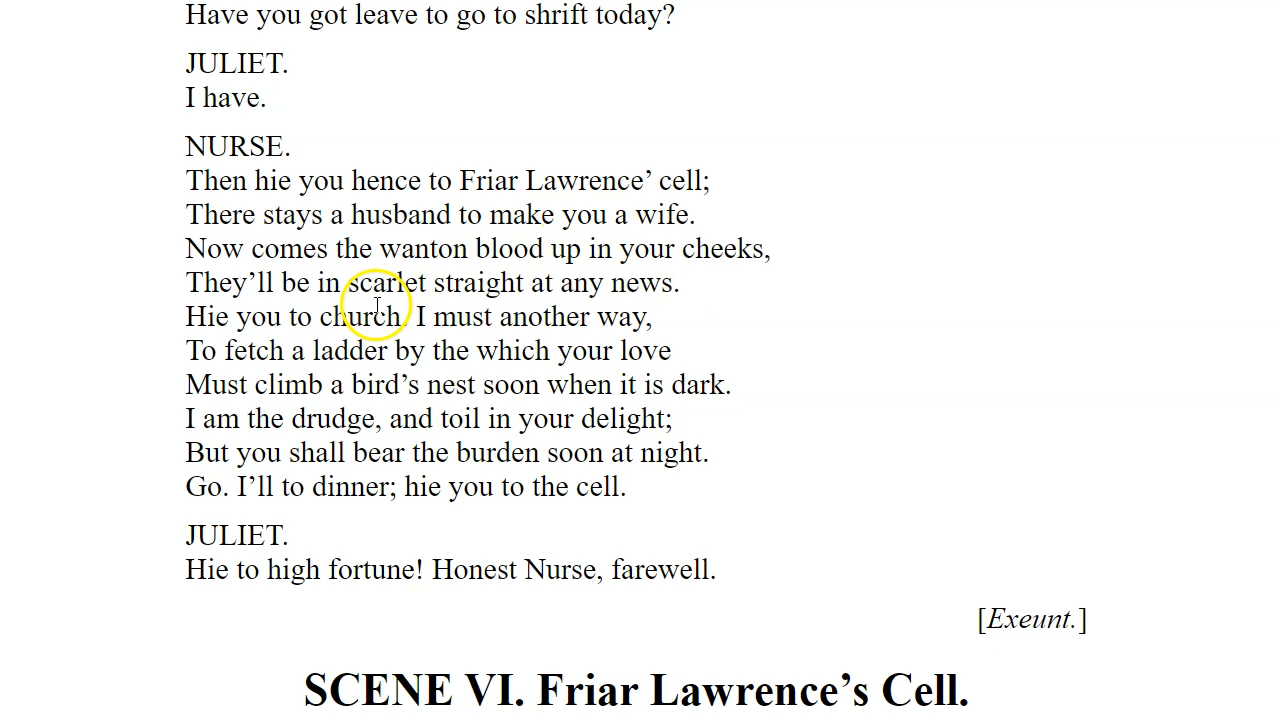 Have you got leave to go to shrift today?
JULIET.
I have.
NURSE.
Then hie you hence to Friar Lawrence’ cell;
There stays a husband to make you a wife.
Now comes the wanton blood up in your cheeks,
They’ll be in scarlet straight at any news.
Hie you to church. I must another way,
To fetch a ladder by the which your love
Must climb a bird’s nest soon when it is dark.
I am the drudge, and toil in your delight;
But you shall bear the burden soon at night.
Go. I’ll to dinner; hie you to the cell.
JULIET.
Hie to high fortune! Honest Nurse, farewell.
[Exeunt.]
SCENE VI. Friar Lawrence’s Cell.